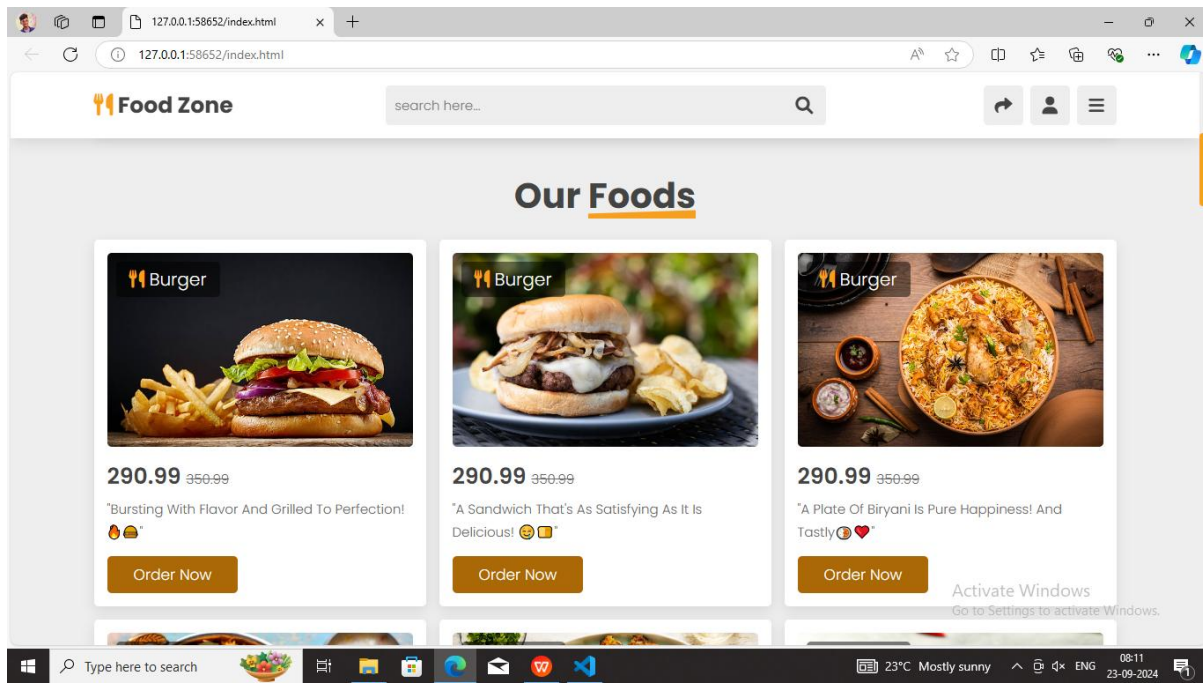 127.0.0.1:58652/index.html
127.0.0.1:58652/index.html
Food Zone
search here...
Our Foods
Burger
Burger
Burger
290.99 350.99
290.99 350.99
290.99 350.99
"Bursting With Flavor And Grilled To Perfection!
🔥🍔"
"A Sandwich That's As Satisfying As It Is
Delicious! 😋🍞"
"A Plate Of Biryani Is Pure Happiness! And
Tastly🍛❤️"
Order Now
Order Now
Order Now
Activate Windows
Go to Settings to activate Windows.
Type here to search
23°C Mostly sunny
ENG
08:11
23-09-2024
1